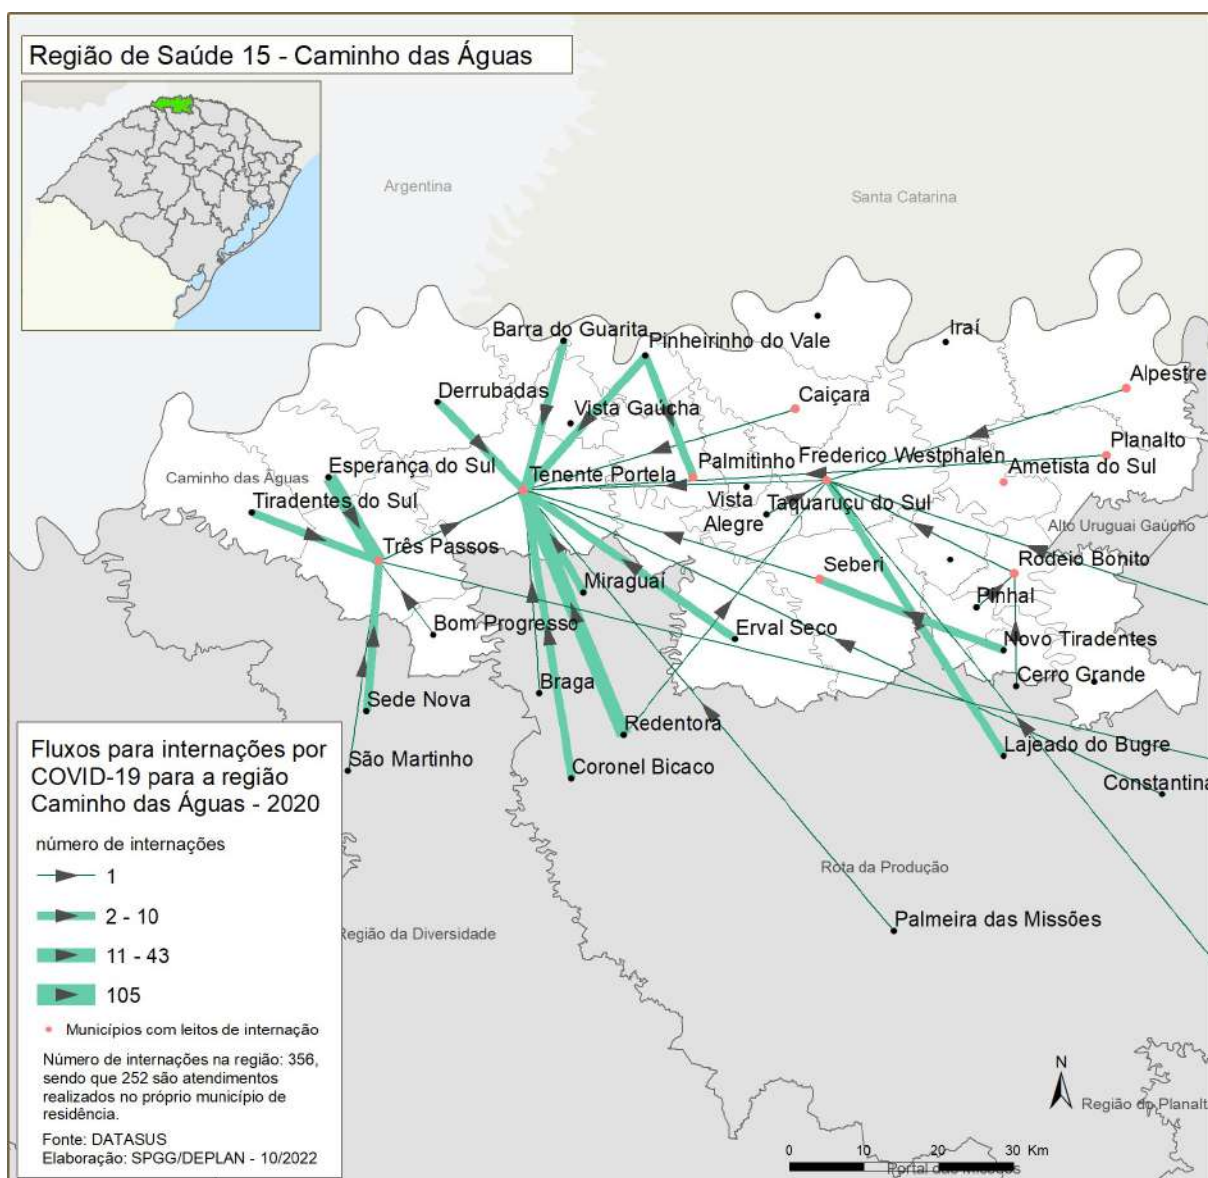 Região de Saúde 15 - Caminho das Águas
Argentina
Santa Catarina
Barra do Guarita
Pinheirinho do Vale
Iraí
Derrubadas
Vista Gaúcha
Caiçara
Alpestre
Planalto
Esperança do Sul
Caminho das Águas
Tiradentes do Sul
Tenente Portela
Palmitinho
Frederico Westphalen
Ametista do Sul
Vista
Alegre
Taquaruçu do Sul
Alto Uruguai Gaúcho
Três Passos
Miraguaí
Seberi
Rodeio Bonito
Pinhal
Bom Progresso
Erval Seco
Novo Tiradentes
Braga
Cerro Grande
Sede Nova
Redentora
Lajeado do Bugre
São Martinho
Coronel Bicaco
Constantina
Rota da Produção
Palmeira das Missões
Região da Diversidade
Fluxos para internações por
COVID-19 para a região
Caminho das Águas - 2020
número de internações
1
2 - 10
11 - 43
105
Municípios com leitos de internação
Número de internações na região: 356,
sendo que 252 são atendimentos
realizados no próprio município de
residência.
Fonte: DATASUS
Elaboração: SPGG/DEPLAN - 10/2022
N
Região do Planalt
0 10 20 30 Km
Portal das Missões